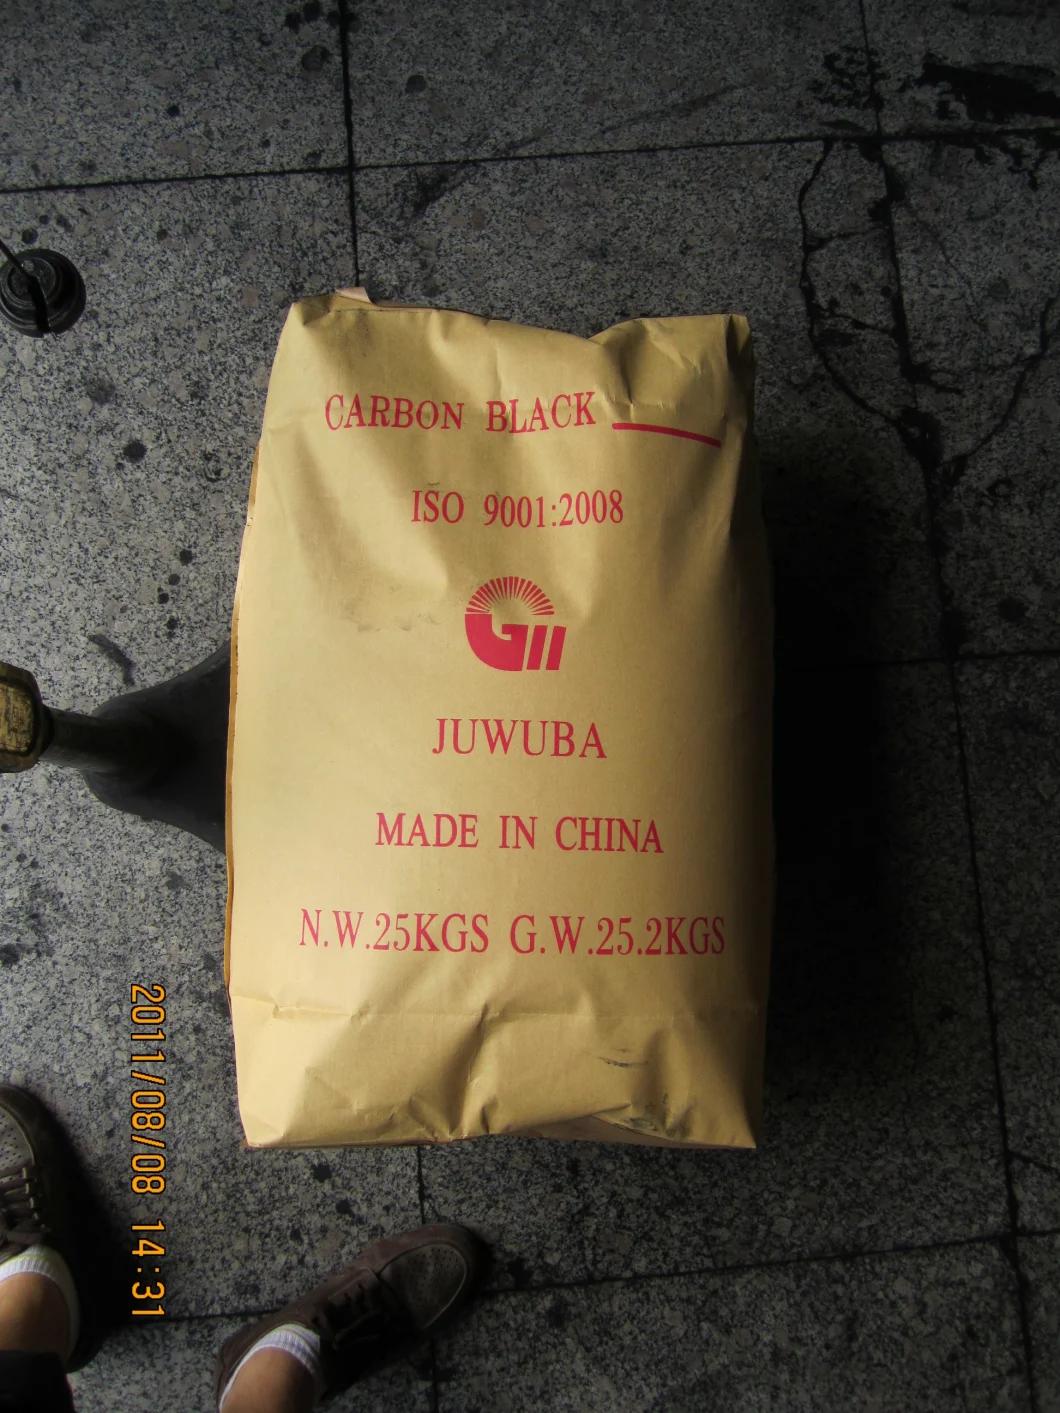 CARBON BLACK
ISO 9001:2008
JUWUBA
MADE IN CHINA
N.W.25KGS G.W.25.2KGS
2011/08/08 14:31